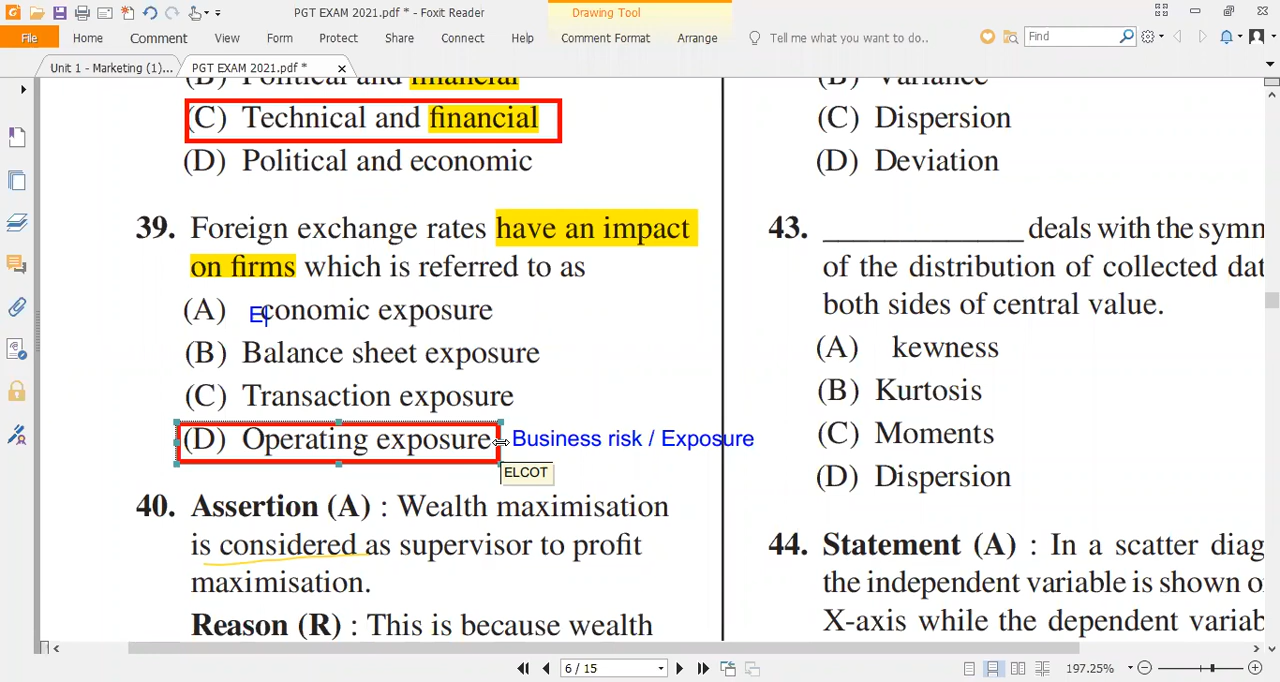 PGT EXAM 2021.pdf * - Foxit Reader
Drawing Tool
File
Home
Comment
View
Form
Protect
Share
Connect
Help
Comment Format
Arrange
Tell me what you want to do..
Find
Unit 1 - Marketing (1)...
PGT EXAM 2021.pdf *
(B) Political and financial
(C) Technical and financial
(D) Political and economic
39. Foreign exchange rates have an impact
on firms which is referred to as
(A) Economic exposure
(B) Balance sheet exposure
(C) Transaction exposure
(D) Operating exposure Business risk / Exposure
ELCOT
40. Assertion (A) : Wealth maximisation
is considered as supervisor to profit
maximisation.
Reason (R) : This is because wealth
(B) Variance
(C) Dispersion
(D) Deviation
43. ____________ deals with the symm
of the distribution of collected dat
both sides of central value.
(A) kewness
(B) Kurtosis
(C) Moments
(D) Dispersion
44. Statement (A) : In a scatter diag
the independent variable is shown o
X-axis while the dependent variab
6 / 15
197.25%